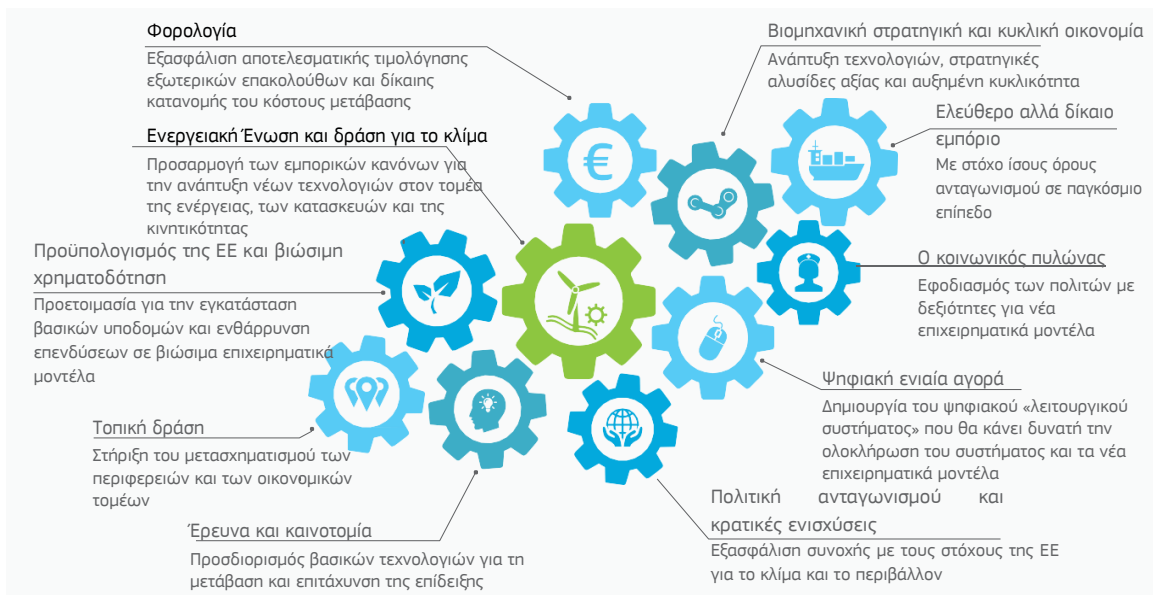 Φορολογία
Εξασφάλιση αποτελεσματικής τιμολόγησης
εξωτερικών επακολούθων και δίκαιης
κατανομής του κόστους μετάβασης
Ενεργειακή Ένωση και δράση για το κλίμα
Προσαρμογή των εμπορικών κανόνων για
την ανάπτυξη νέων τεχνολογιών στον τομέα
της ενέργειας, των κατασκευών και της
κινητικότητας
Προϋπολογισμός της ΕΕ και βιώσιμη
χρηματοδότηση
Προετοιμασία για την εγκατάσταση
βασικών υποδομών και ενθάρρυνση
επενδύσεων σε βιώσιμα επιχειρηματικά
μοντέλα
Τοπική δράση
Στήριξη του μετασχηματισμού των
περιφερειών και των οικονομικών
τομέων
Έρευνα και καινοτομία
Προσδιορισμός βασικών τεχνολογιών για τη
μετάβαση και επιτάχυνση της επίδειξης
Βιομηχανική στρατηγική και κυκλική οικονομία
Ανάπτυξη τεχνολογιών, στρατηγικές
αλυσίδες αξίας και αυξημένη κυκλικότητα
Ελεύθερο αλλά δίκαιο
εμπόριο
Με στόχο ίσους όρους
ανταγωνισμού σε παγκόσμιο
επίπεδο
Ο κοινωνικός πυλώνας
Εφοδιασμός των πολιτών με
δεξιότητες για νέα
επιχειρηματικά μοντέλα
Ψηφιακή ενιαία αγορά
Δημιουργία του ψηφιακού «λειτουργικού
συστήματος» που θα κάνει δυνατή την
ολοκλήρωση του συστήματος και τα νέα
επιχειρηματικά μοντέλα
Πολιτική ανταγωνισμού και
κρατικές ενισχύσεις
Εξασφάλιση συνοχής με τους στόχους της ΕΕ
για το κλίμα και το περιβάλλον
€